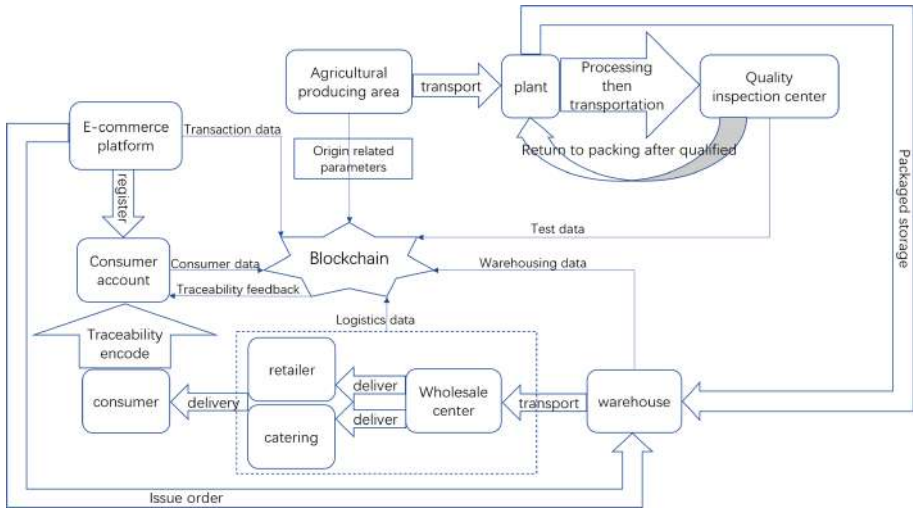 Agricultural
producing area
transport
plant
Processing
then
transportation
Quality
inspection center
E-commerce
platform
Transaction data
Origin related
parameters
Return to packing after qualified
Packaged storage
register
Test data
Blockchain
Consumer
account
Consumer data
Warehousing data
Traceability feedback
Logistics data
Traceability
encode
retailer
deliver
Wholesale
center
consumer
delivery
transport
warehouse
deliver
catering
Issue order